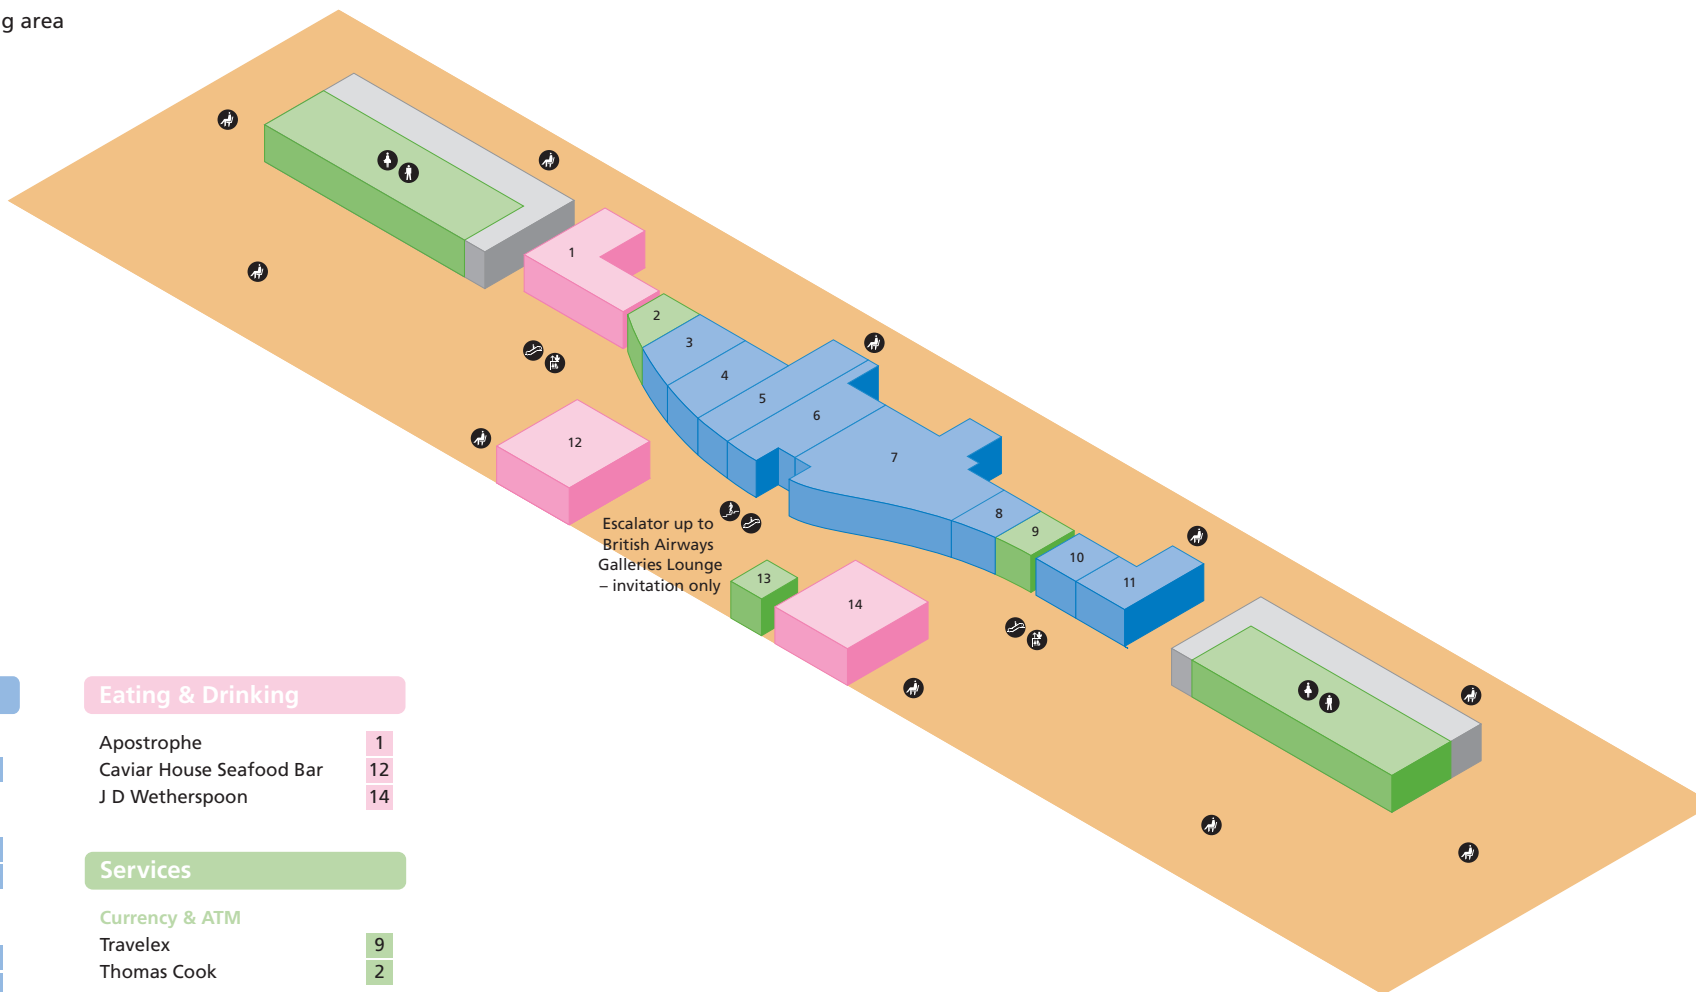 g area
1
2
3
4
5
6
7
8
9
10
11
12
13
14
Escalator up to
British Airways
Galleries Lounge
– invitation only
Eating & Drinking
Apostrophe 1
Caviar House Seafood Bar 12
J D Wetherspoon 14
Services
Currency & ATM
Travelex 9
Thomas Cook 2